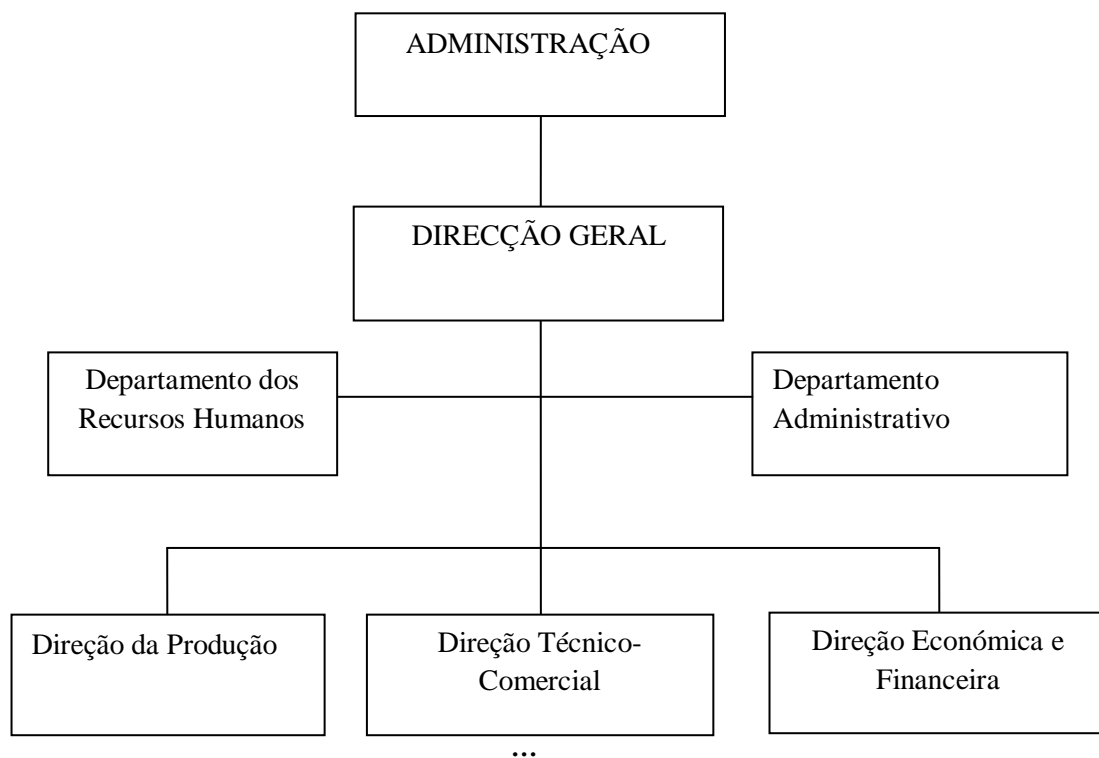 ADMINISTRAÇÃO
DIRECÇÃO GERAL
Departamento dos
Recursos Humanos
Departamento
Administrativo
Direção da Produção
Direção Técnico-
Comercial
Direção Económica e
Financeira
...